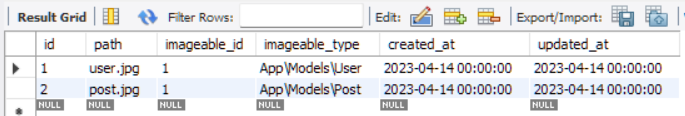 Result Grid Filter Rows: Edit: Export/Import:
id path imageable_id imageable_type created_at updated_at
1 user.jpg 1 App\Models\User 2023-04-14 00:00:00 2023-04-14 00:00:00
2 post.jpg 1 App\Models\Post 2023-04-14 00:00:00 2023-04-14 00:00:00
NULL NULL NULL NULL NULL NULL